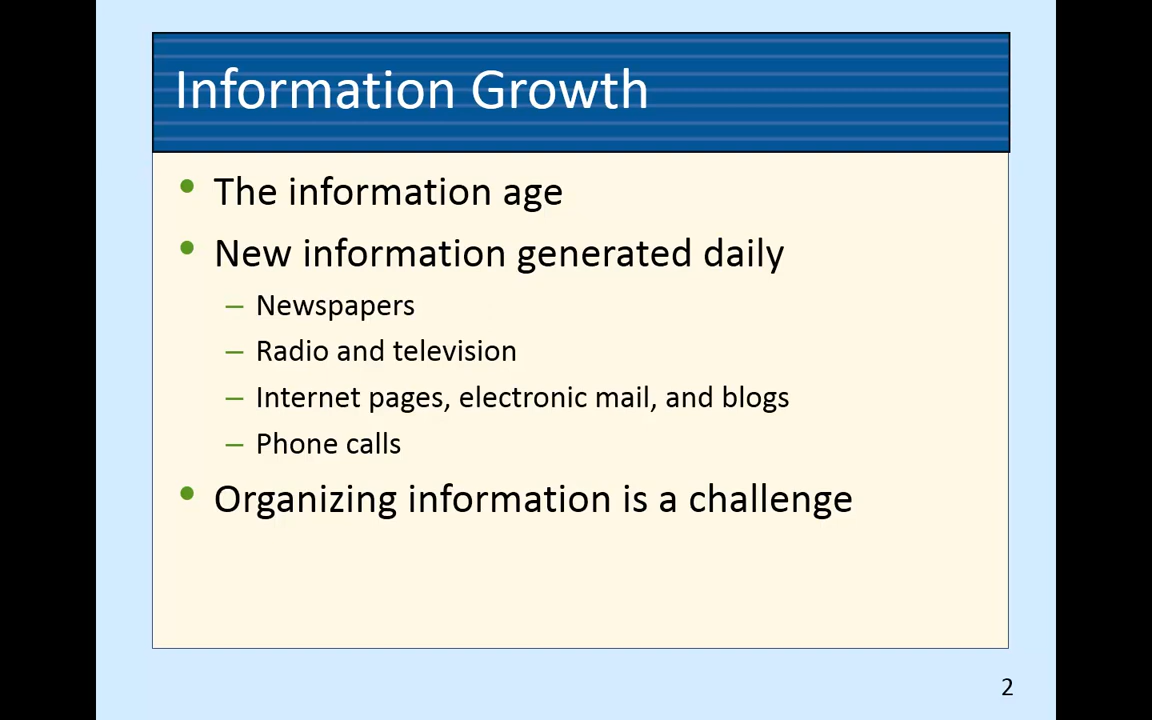 Information Growth
• The information age
• New information generated daily
– Newspapers
– Radio and television
– Internet pages, electronic mail, and blogs
– Phone calls
• Organizing information is a challenge
2